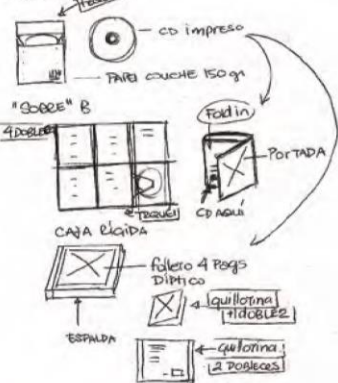 CD impreso
PAPEL COUCHE 150 gr
"SOBRE" B
4 DOBLECES
Fold in
PORTADA
TROQUEL
CD AQUÍ
CAJA RÍGIDA
folleto 4 Pags
DÍPTICO
guillotina
+1 DOBLEZ
ESPALDA
guillotina
2 DOBLECES